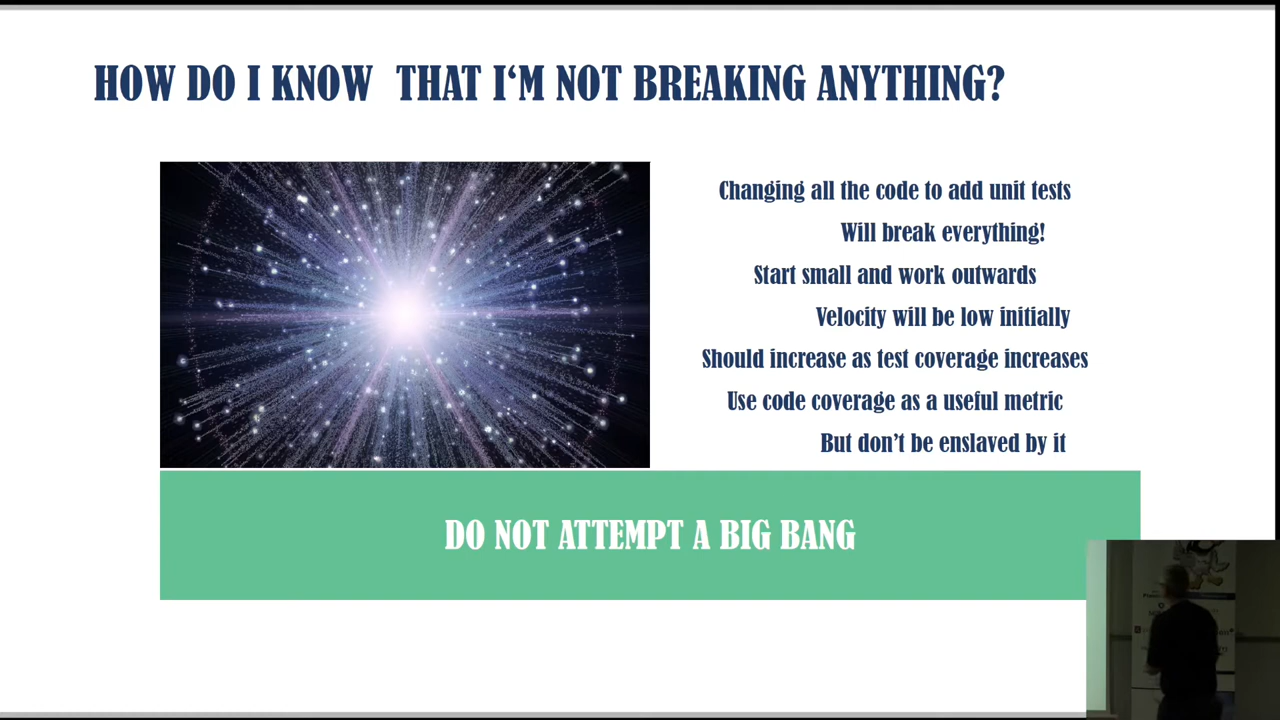 HOW DO I KNOW THAT I‘M NOT BREAKING ANYTHING?
Changing all the code to add unit tests
Will break everything!
Start small and work outwards
Velocity will be low initially
Should increase as test coverage increases
Use code coverage as a useful metric
But don’t be enslaved by it
DO NOT ATTEMPT A BIG BANG